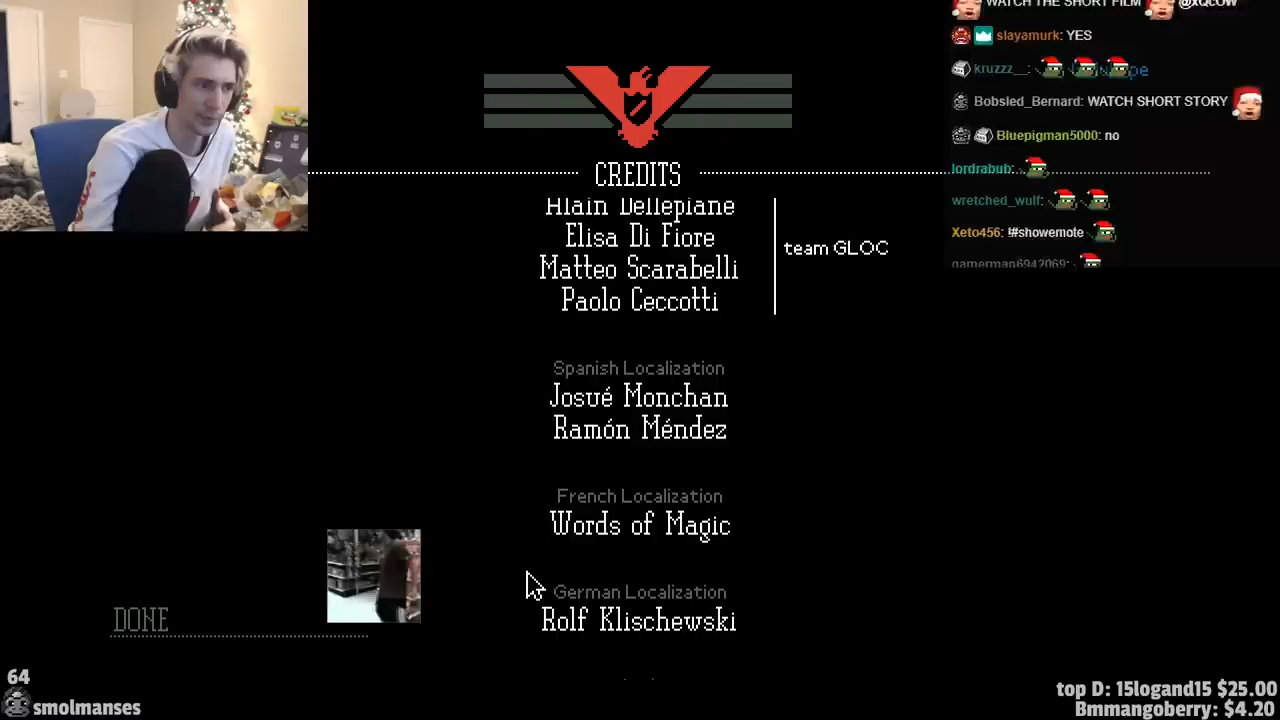 WATCH THE SHORT FILM @xQcOW
slayamurk: YES
kruzzz__:
Bobsled_Bernard: WATCH SHORT STORY
Bluepigman5000: no
lordrabub:
wretched_wulf:
Xeto456: !#showemote
gamerman6942069:
CREDITS
Alain Dellepiane
Elisa Di Fiore
Matteo Scarabelli
Paolo Ceccotti
team GLOC
Spanish Localization
Josué Monchan
Ramón Méndez
French Localization
Words of Magic
German Localization
Rolf Klischewski
DONE
64
smolmanses
top D: 15logand15 $25.00
Bmmangoberry: $4.20